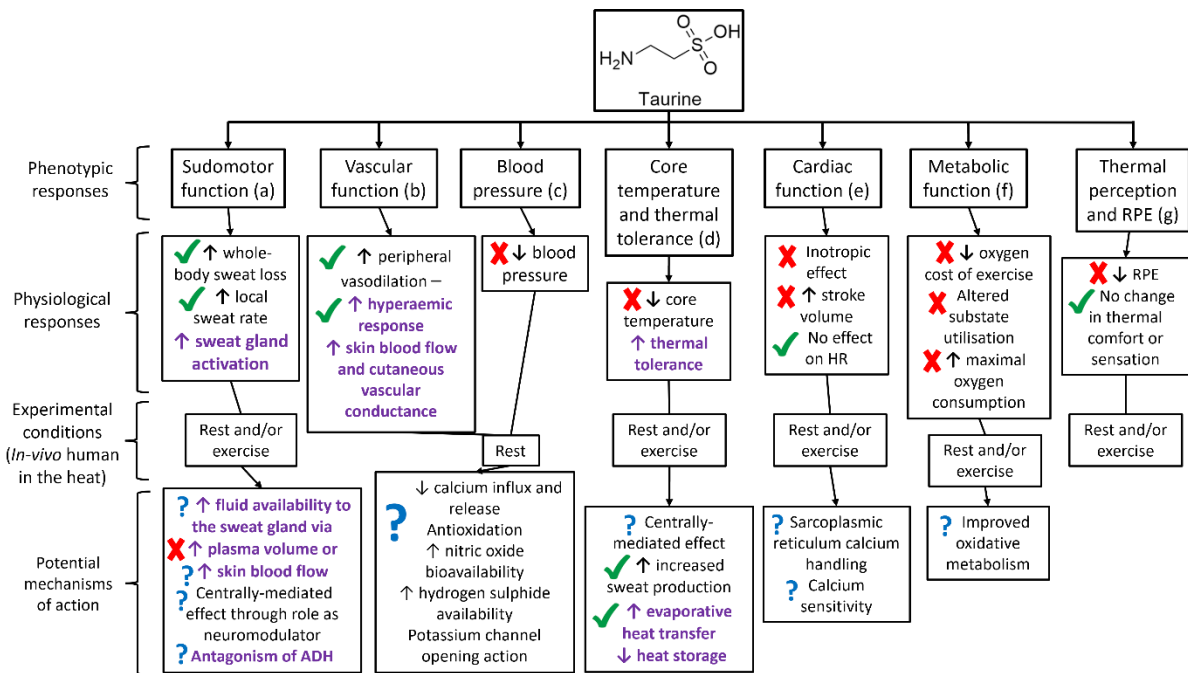 H₂N
S
OH
O
O
Taurine
Phenotypic
responses
Sudomotor
function (a)
Vascular
function (b)
Blood
pressure (c)
Core
temperature
and thermal
tolerance (d)
Cardiac
function (e)
Metabolic
function (f)
Thermal
perception
and RPE (g)
Physiological
responses
↑ whole-
body sweat loss
↑ local
sweat rate
↑ sweat gland
activation
↑ peripheral
vasodilation –
↑ hyperaemic
response
↑ skin blood flow
and cutaneous
vascular
conductance
↓ blood
pressure
↓ core
temperature
↑ thermal
tolerance
Inotropic
effect
↑ stroke
volume
No effect
on HR
↓ oxygen
cost of exercise
Altered
substate
utilisation
↑ maximal
oxygen
consumption
↓ RPE
No change
in thermal
comfort or
sensation
Experimental
conditions
(In-vivo human
in the heat)
Rest and/or
exercise
Rest
Rest and/or
exercise
Rest and/or
exercise
Rest and/or
exercise
Rest and/or
exercise
Potential
mechanisms
of action
? ↑ fluid availability to
the sweat gland via
↑ plasma volume or
? ↑ skin blood flow
? Centrally-mediated
effect through role as
neuromodulator
? Antagonism of ADH
?
↓ calcium influx and
release
Antioxidation
↑ nitric oxide
bioavailability
↑ hydrogen sulphide
availability
Potassium channel
opening action
? Centrally-
mediated effect
↑ increased
sweat production
↑ evaporative
heat transfer
↓ heat storage
? Sarcoplasmic
reticulum calcium
handling
? Calcium
sensitivity
? Improved
oxidative
metabolism